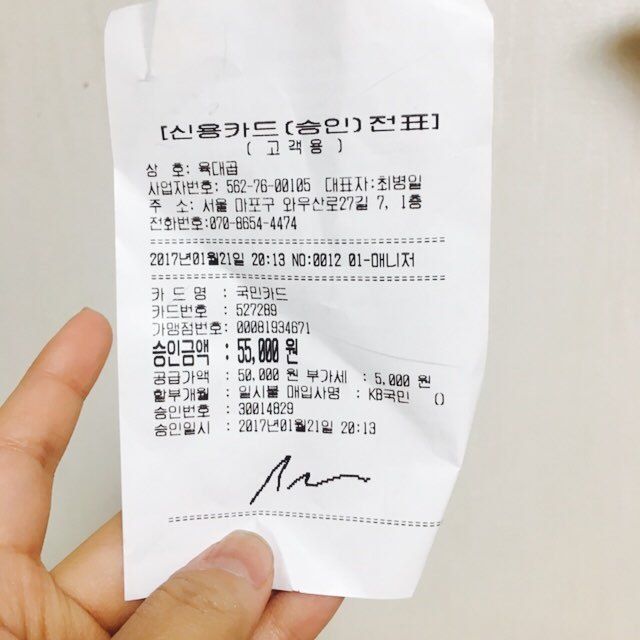 [신용카드(승인)전표]
(고객용)
상 호: 육대곱
사업자번호: 562-76-00105 대표자:최병일
주 소: 서울 마포구 와우산로27길 7, 1층
전화번호:070-8654-4474
2017년01월21일 20:13 NO:0012 01-매니저
카 드 명 : 국민카드
카드번호 : 527289
가맹점번호: 00081934671
승인금액 : 55,000 원
공급가액 : 50,000 원 부가세 : 5,000 원
할부개월 : 일시불 매입사명 : KB국민 ()
승인번호 : 30014829
승인일시 : 2017년01월21일 20:13